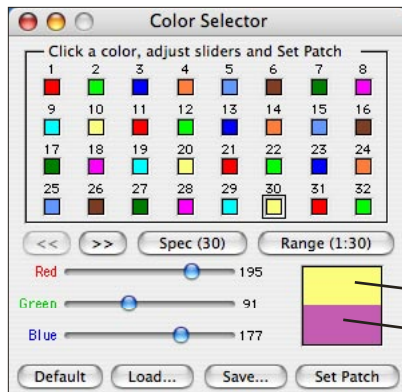 Color Selector
Click a color, adjust sliders and Set Patch
1 2 3 4 5 6 7 8
9 10 11 12 13 14 15 16
17 18 19 20 21 22 23 24
25 26 27 28 29 30 31 32
<< >> Spec (30) Range (1:30)
Red 195
Green 91
Blue 177
Default Load... Save... Set Patch